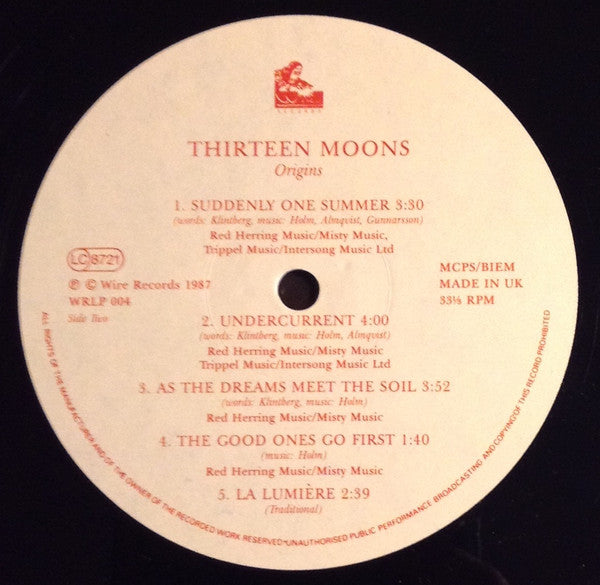 RECORDS
THIRTEEN MOONS
Origins
1. SUDDENLY ONE SUMMER 3:30
(words: Klintberg, music: Holm, Almqvist, Gunnarsson)
Red Herring Music/Misty Music,
Trippel Music/Intersong Music Ltd
LC 8721
℗ © Wire Records 1987
WRLP 004
Side Two
MCPS/BIEM
MADE IN UK
33⅓ RPM
2. UNDERCURRENT 4:00
(words: Klintberg, music: Holm, Almqvist)
Red Herring Music/Misty Music
Trippel Music/Intersong Music Ltd
3. AS THE DREAMS MEET THE SOIL 3:52
(words: Klintberg, music: Holm)
Red Herring Music/Misty Music
4. THE GOOD ONES GO FIRST 1:40
(music: Holm)
Red Herring Music/Misty Music
5. LA LUMIÈRE 2:39
(Traditional)
ALL RIGHTS OF THE MANUFACTURER AND OF THE OWNER OF THE RECORDED WORK RESERVED•UNAUTHORISED PUBLIC PERFORMANCE BROADCASTING AND COPYING OF THIS RECORD PROHIBITED